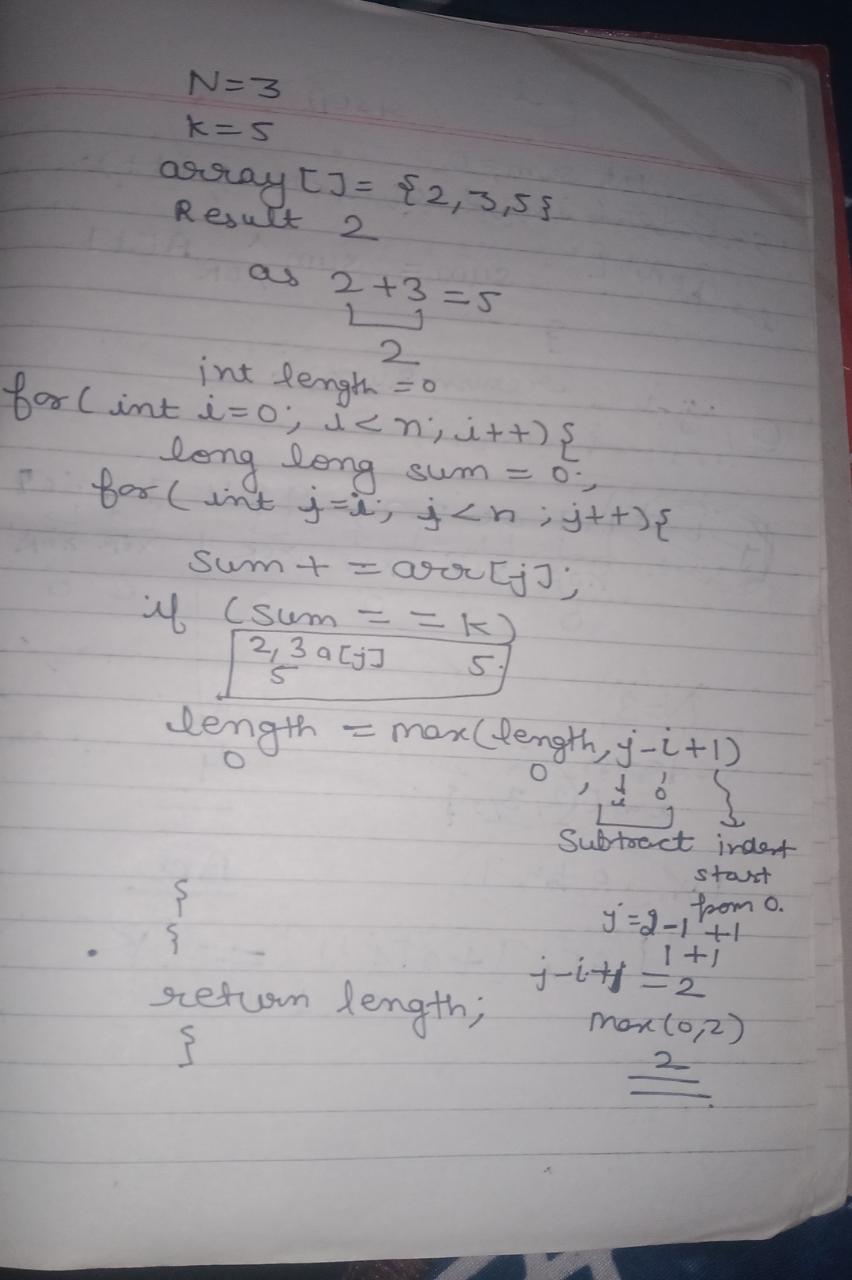 N=3
K=5
array[]= {2,3,5}
Result 2
as 2+3=5
2
int length =0
for( int i=0; i<n; i++){
long long sum = 0;
for( int j=i; j<n ; j++){
sum + = arr[j];
if (sum = = k)
2,3 a[j] 5
5
length = max(length, j-i+1)
0 0 , 1 0
Subtract
start
from 0.
}
} j=2-1 +1
1+1
j-i+1 = 2
return length; max(0,2)
} 2